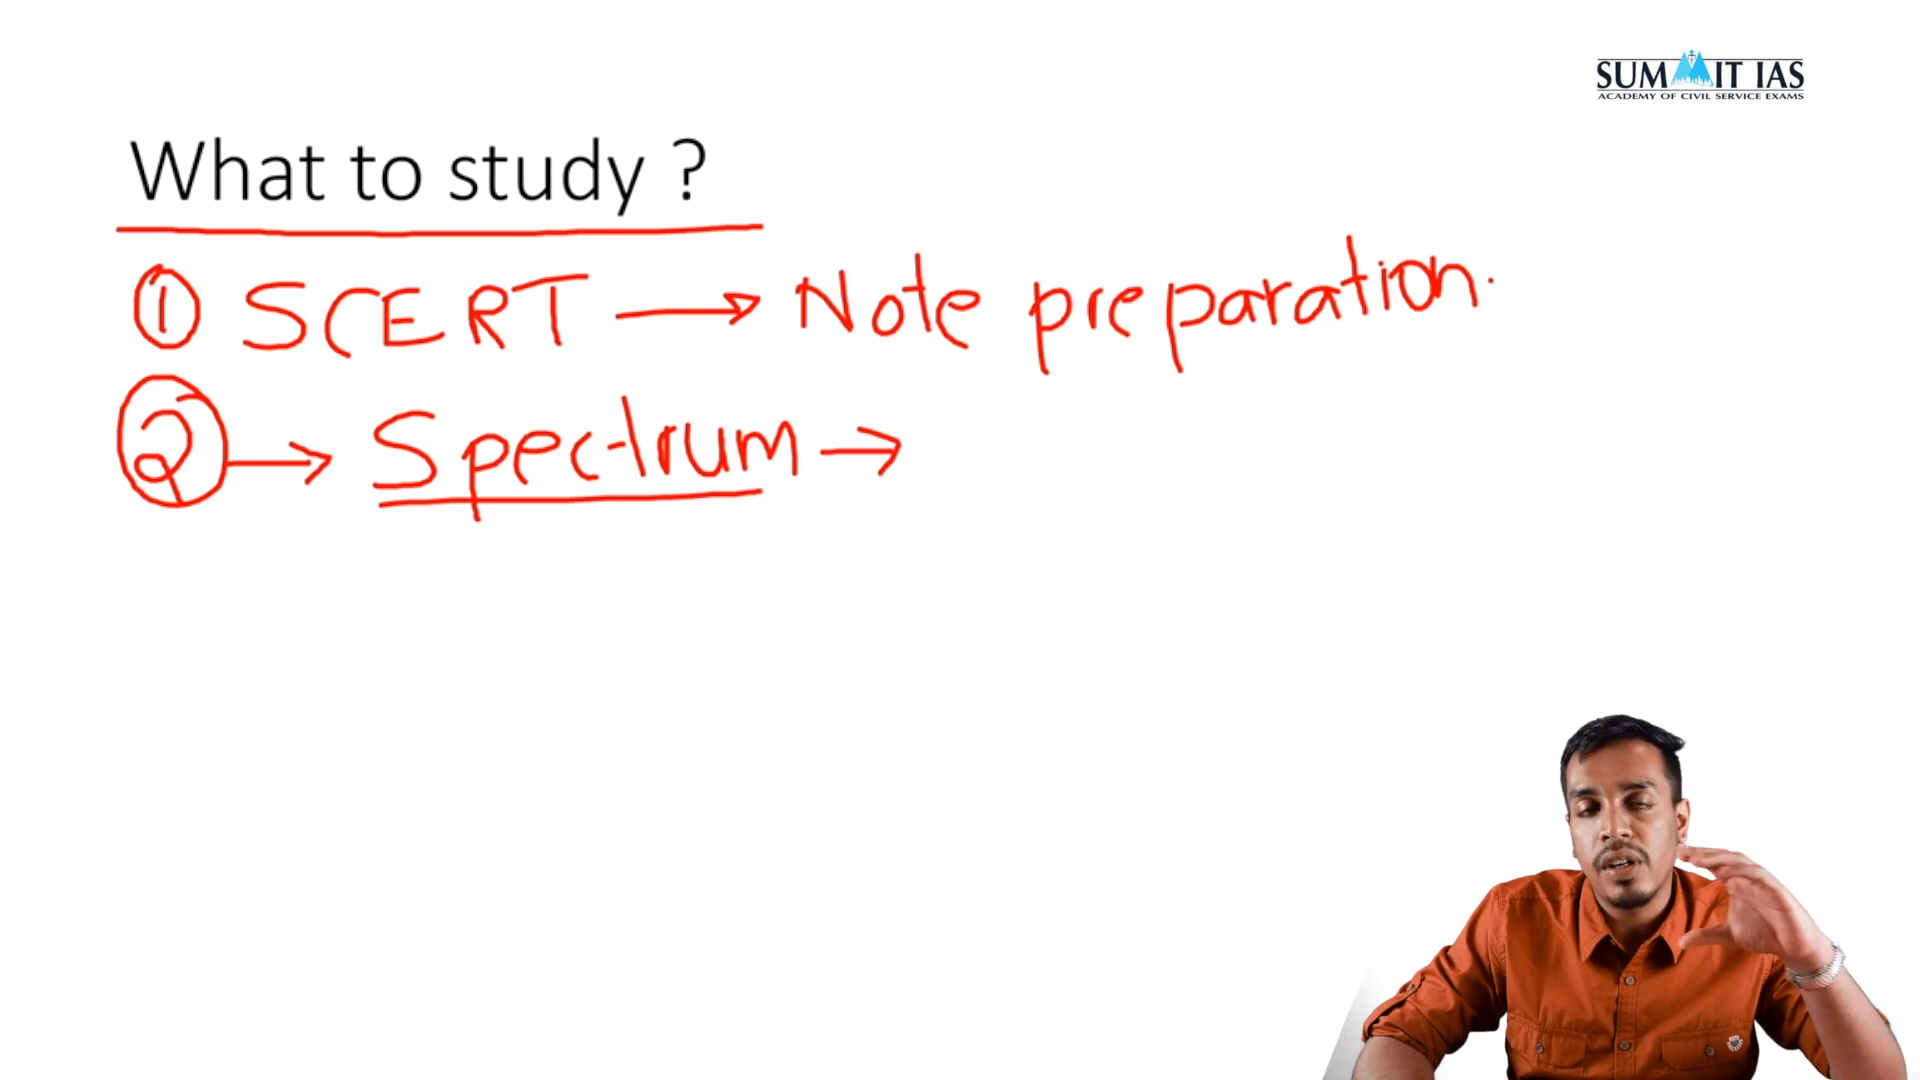 SUMMIT IAS
ACADEMY OF CIVIL SERVICE EXAMS
What to study ?
1 SCERT → Note preparation.
2 → Spectrum →